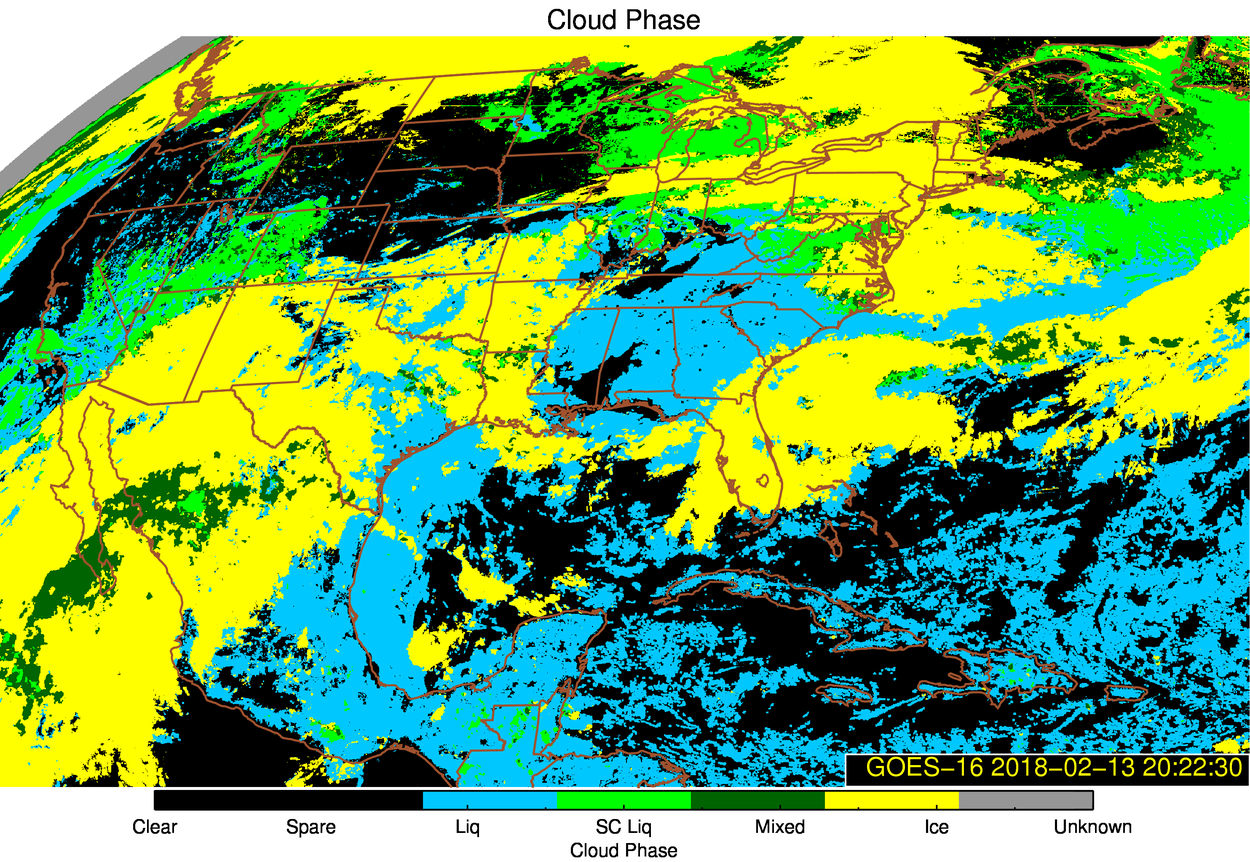 Cloud Phase
GOES-16 2018-02-13 20:22:30
Clear Spare Liq SC Liq Mixed Ice Unknown
Cloud Phase